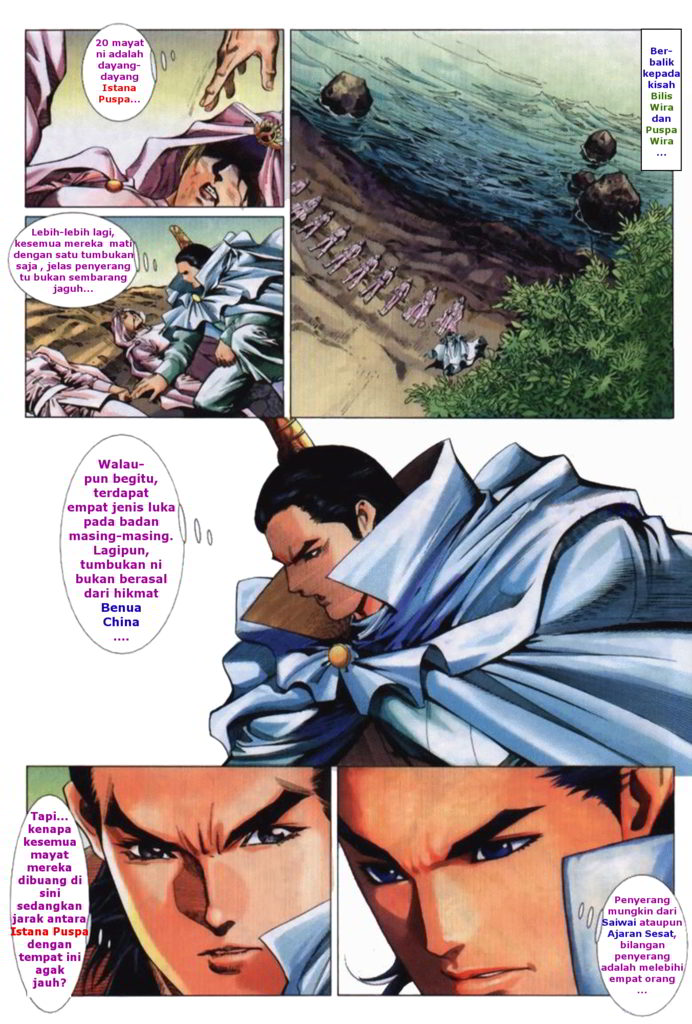 20 mayat
ni adalah
dayang-
dayang
Istana
Puspa...
Ber-
balik
kepada
kisah
Bilis
Wira
dan
Puspa
Wira
...
Lebih-lebih lagi,
kesemua mereka mati
dengan satu tumbukan
saja , jelas penyerang
tu bukan sembarang
jaguh...
Walau-
pun begitu,
terdapat
empat jenis luka
pada badan
masing-masing.
Lagipun,
tumbukan ni
bukan berasal
dari hikmat
Benua
China
....
Tapi...
kenapa
kesemua
mayat
mereka
dibuang di
sini
sedangkan
jarak antara
Istana Puspa
dengan
tempat ini
agak
jauh?
Penyerang
mungkin dari
Saiwai ataupun
Ajaran Sesat,
bilangan
penyerang
adalah melebihi
empat orang
...